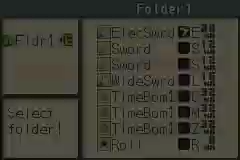 Folder1
Fldr1
ElecSwrd E
Sword S
Sword S
WideSwrd L
TimeBom1
TimeBom1
TimeBom1 Z
Roll R
Select
folder!